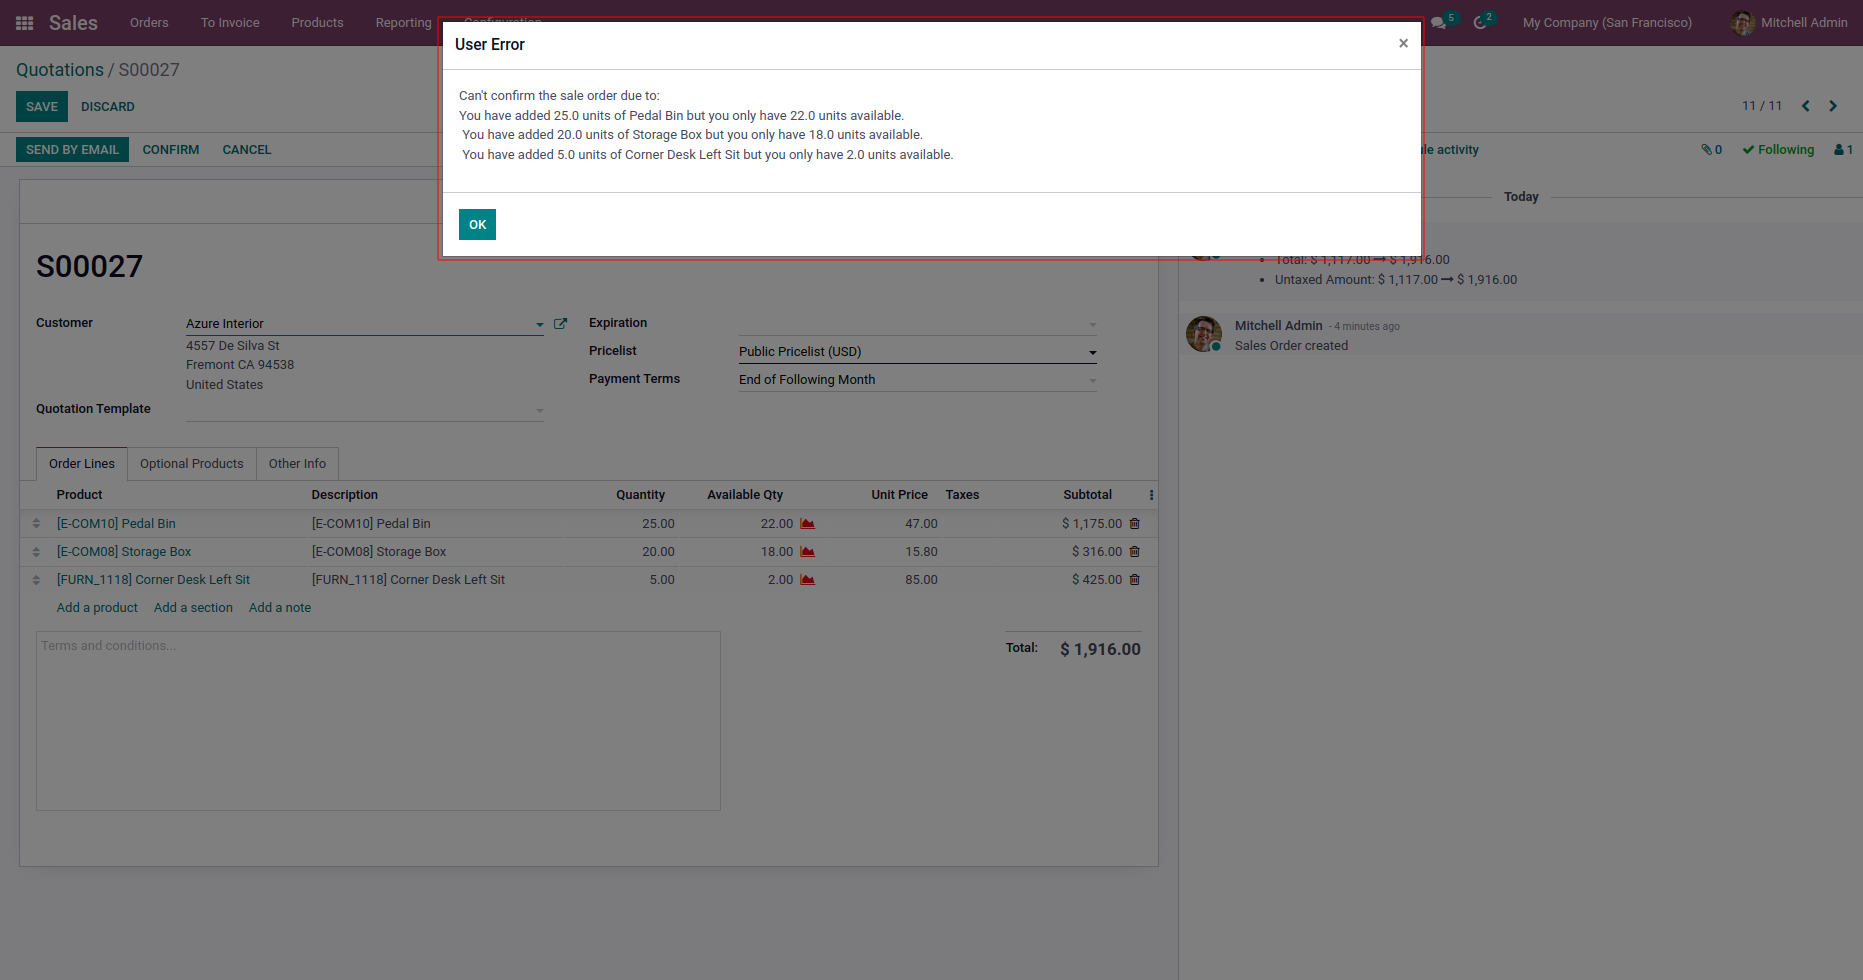 Sales Orders To Invoice Products Reporting Configuration 5 2 My Company (San Francisco) Mitchell Admin
User Error ×
Can't confirm the sale order due to:
You have added 25.0 units of Pedal Bin but you only have 22.0 units available.
You have added 20.0 units of Storage Box but you only have 18.0 units available.
You have added 5.0 units of Corner Desk Left Sit but you only have 2.0 units available.
OK
Quotations / S00027
SAVE DISCARD 11 / 11
SEND BY EMAIL CONFIRM CANCEL activity 0 Following 1
Today
Total: $ 1,117.00 → $ 1,916.00
Untaxed Amount: $ 1,117.00 → $ 1,916.00
Mitchell Admin - 4 minutes ago
Sales Order created
S00027
Customer Azure Interior
4557 De Silva St
Fremont CA 94538
United States
Quotation Template
Expiration
Pricelist Public Pricelist (USD)
Payment Terms End of Following Month
Order Lines Optional Products Other Info
Product Description Quantity Available Qty Unit Price Taxes Subtotal
[E-COM10] Pedal Bin [E-COM10] Pedal Bin 25.00 22.00 47.00 $ 1,175.00
[E-COM08] Storage Box [E-COM08] Storage Box 20.00 18.00 15.80 $ 316.00
[FURN_1118] Corner Desk Left Sit [FURN_1118] Corner Desk Left Sit 5.00 2.00 85.00 $ 425.00
Add a product Add a section Add a note
Terms and conditions...
Total: $ 1,916.00